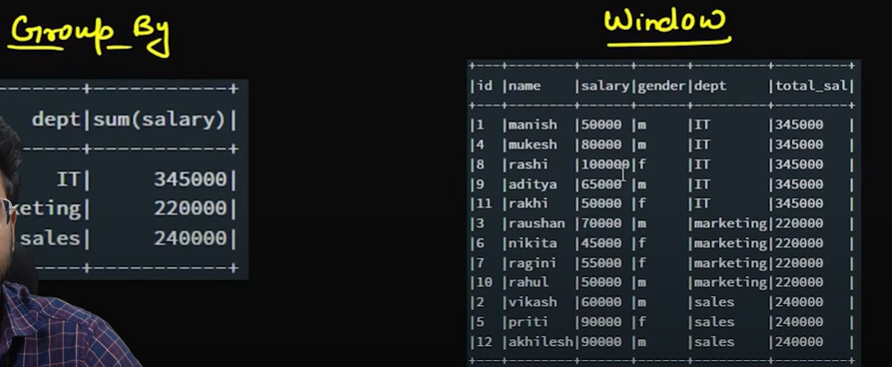 Group_By
-------+-----------+
dept|sum(salary)|
-------+-----------+
IT| 345000|
keting| 220000|
sales| 240000|
-------+-----------+
Window
+---+--------+------+------+---------+---------+
|id |name |salary|gender|dept |total_sal|
+---+--------+------+------+---------+---------+
|1 |manish |50000 |m |IT |345000 |
|4 |mukesh |80000 |m |IT |345000 |
|8 |rashi |100000|f |IT |345000 |
|9 |aditya |65000 |m |IT |345000 |
|11 |rakhi |50000 |f |IT |345000 |
|3 |raushan |70000 |m |marketing|220000 |
|6 |nikita |45000 |f |marketing|220000 |
|7 |ragini |55000 |f |marketing|220000 |
|10 |rahul |50000 |m |marketing|220000 |
|2 |vikash |60000 |m |sales |240000 |
|5 |priti |90000 |f |sales |240000 |
|12 |akhilesh|90000 |m |sales |240000 |
+---+--------+------+------+---------+---------+